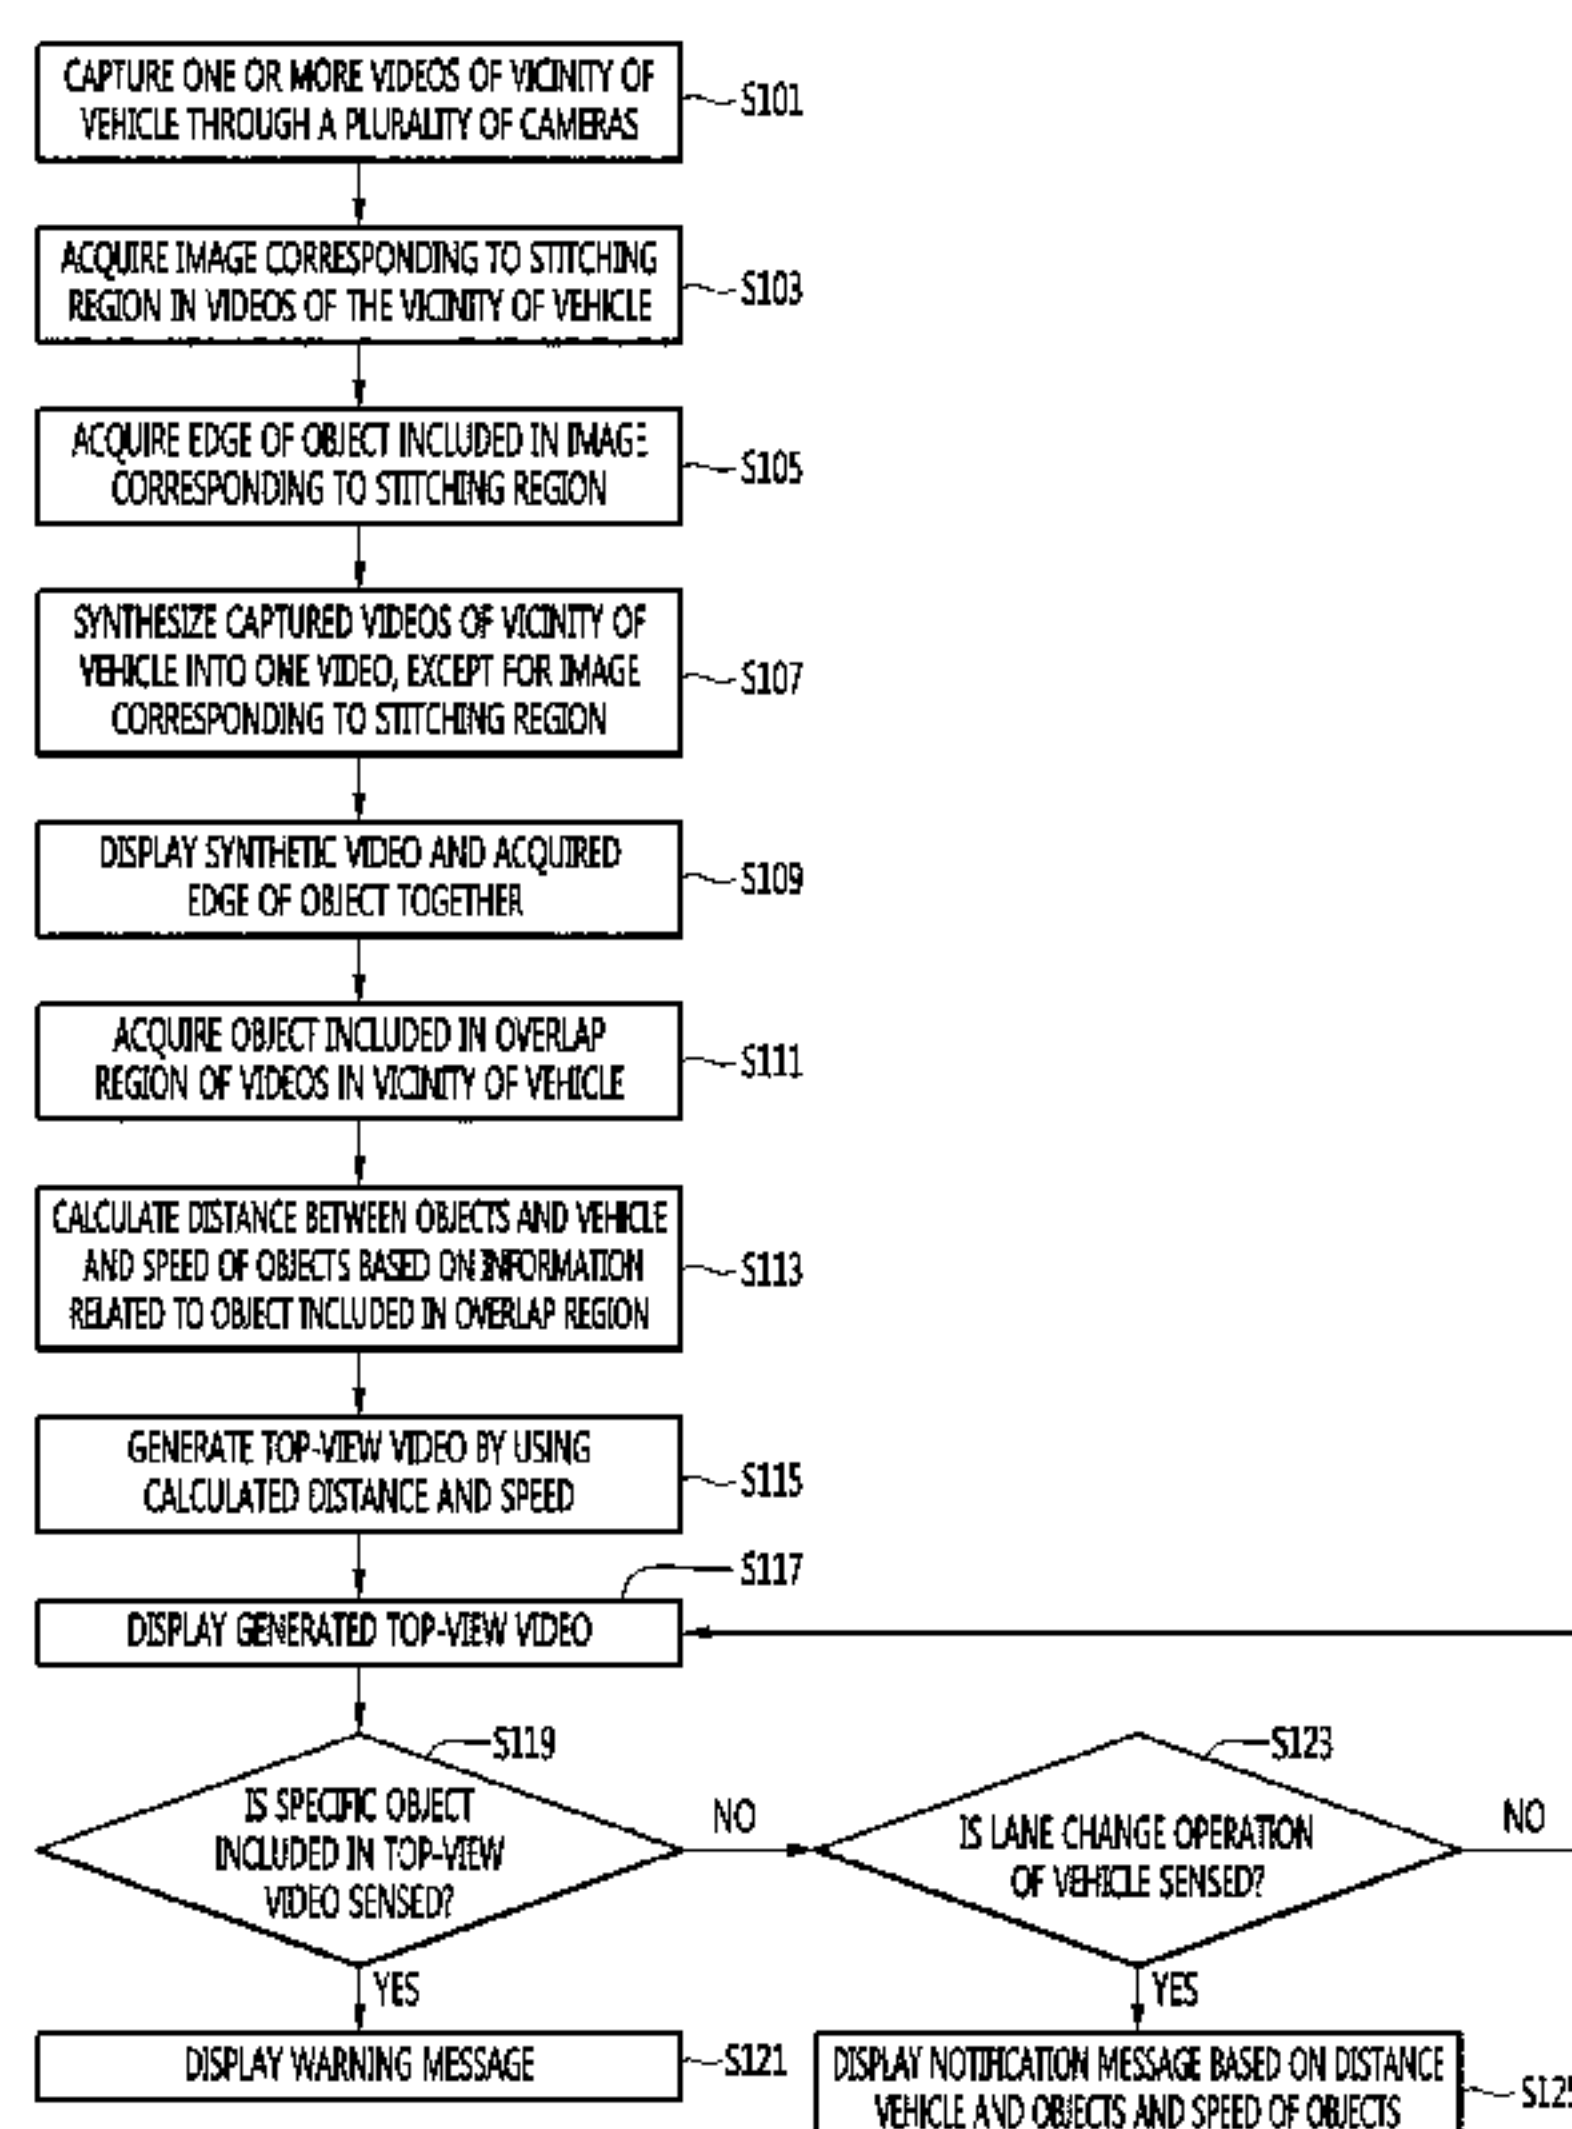 CAPTURE ONE OR MORE VIDEOS OF VICINITY OF
VEHICLE THROUGH A PLURALITY OF CAMERAS
S101
ACQUIRE IMAGE CORRESPONDING TO STITCHING
REGION IN VIDEOS OF THE VICINITY OF VEHICLE
S103
ACQUIRE EDGE OF OBJECT INCLUDED IN IMAGE
CORRESPONDING TO STITCHING REGION
S105
SYNTHESIZE CAPTURED VIDEOS OF VICINITY OF
VEHICLE INTO ONE VIDEO, EXCEPT FOR IMAGE
CORRESPONDING TO STITCHING REGION
S107
DISPLAY SYNTHETIC VIDEO AND ACQUIRED
EDGE OF OBJECT TOGETHER
S109
ACQUIRE OBJECT INCLUDED IN OVERLAP
REGION OF VIDEOS IN VICINITY OF VEHICLE
S111
CALCULATE DISTANCE BETWEEN OBJECTS AND VEHICLE
AND SPEED OF OBJECTS BASED ON INFORMATION
RELATED TO OBJECT INCLUDED IN OVERLAP REGION
S113
GENERATE TOP-VIEW VIDEO BY USING
CALCULATED DISTANCE AND SPEED
S115
S117
DISPLAY GENERATED TOP-VIEW VIDEO
S119
IS SPECIFIC OBJECT
INCLUDED IN TOP-VIEW
VIDEO SENSED?
NO
S123
IS LANE CHANGE OPERATION
OF VEHICLE SENSED?
NO
YES
YES
DISPLAY WARNING MESSAGE
S121
DISPLAY NOTIFICATION MESSAGE BASED ON DISTANCE
VEHICLE AND OBJECTS AND SPEED OF OBJECTS
S125